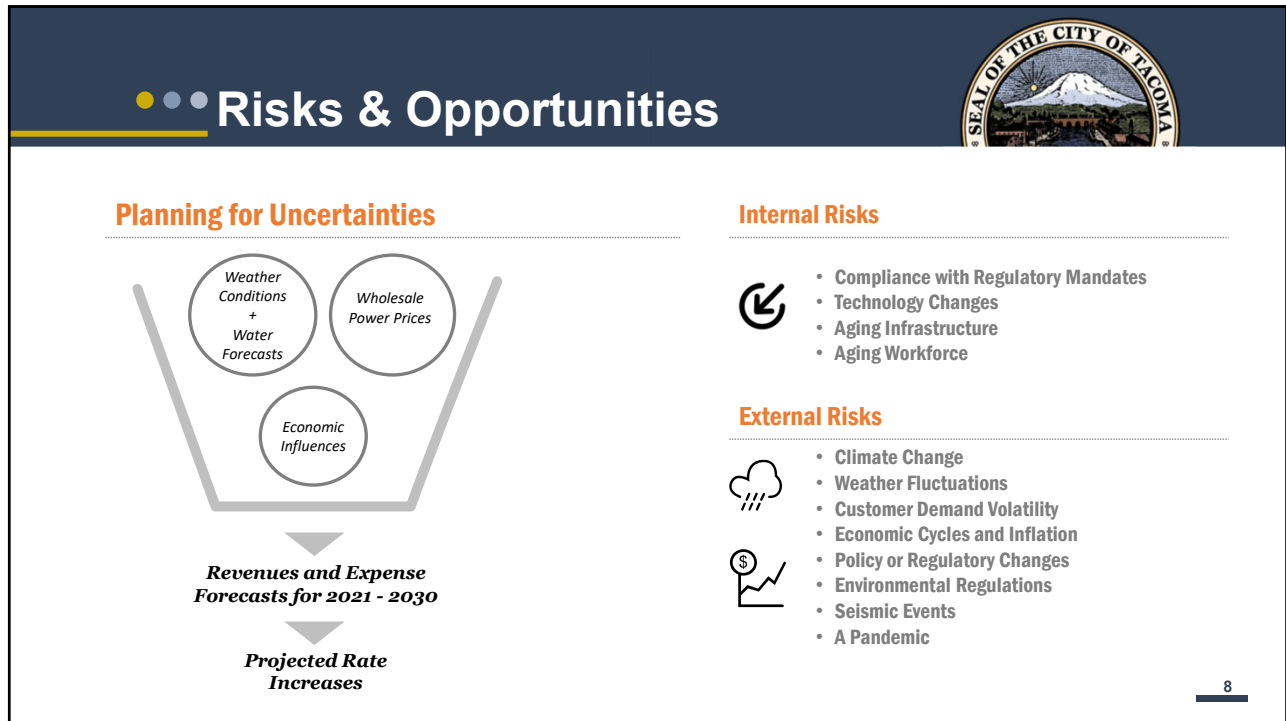 Risks & Opportunities
SEAL OF THE CITY OF TACOMA
Planning for Uncertainties
Weather
Conditions
+
Water
Forecasts
Wholesale
Power Prices
Economic
Influences
Revenues and Expense
Forecasts for 2021 - 2030
Projected Rate
Increases
Internal Risks
• Compliance with Regulatory Mandates
• Technology Changes
• Aging Infrastructure
• Aging Workforce
External Risks
• Climate Change
• Weather Fluctuations
• Customer Demand Volatility
• Economic Cycles and Inflation
• Policy or Regulatory Changes
• Environmental Regulations
• Seismic Events
• A Pandemic
$
8